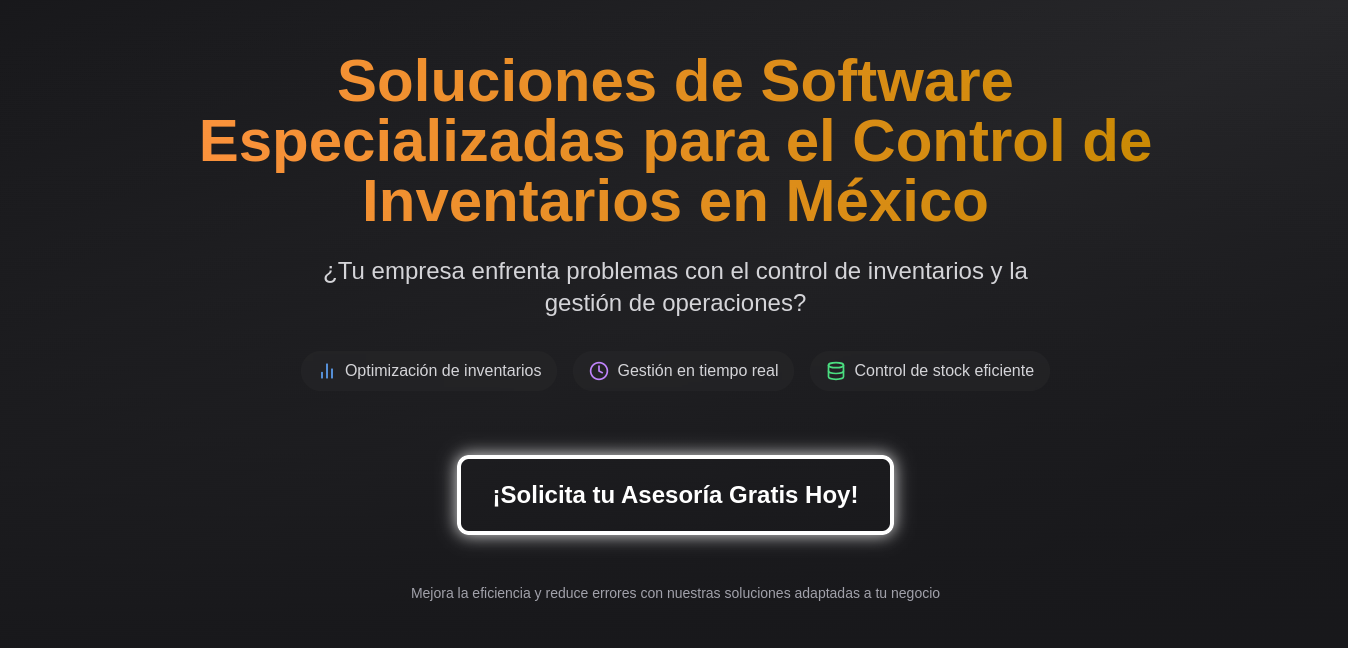 Soluciones de Software
Especializadas para el Control de
Inventarios en México
¿Tu empresa enfrenta problemas con el control de inventarios y la
gestión de operaciones?
Optimización de inventarios
Gestión en tiempo real
Control de stock eficiente
¡Solicita tu Asesoría Gratis Hoy!
Mejora la eficiencia y reduce errores con nuestras soluciones adaptadas a tu negocio